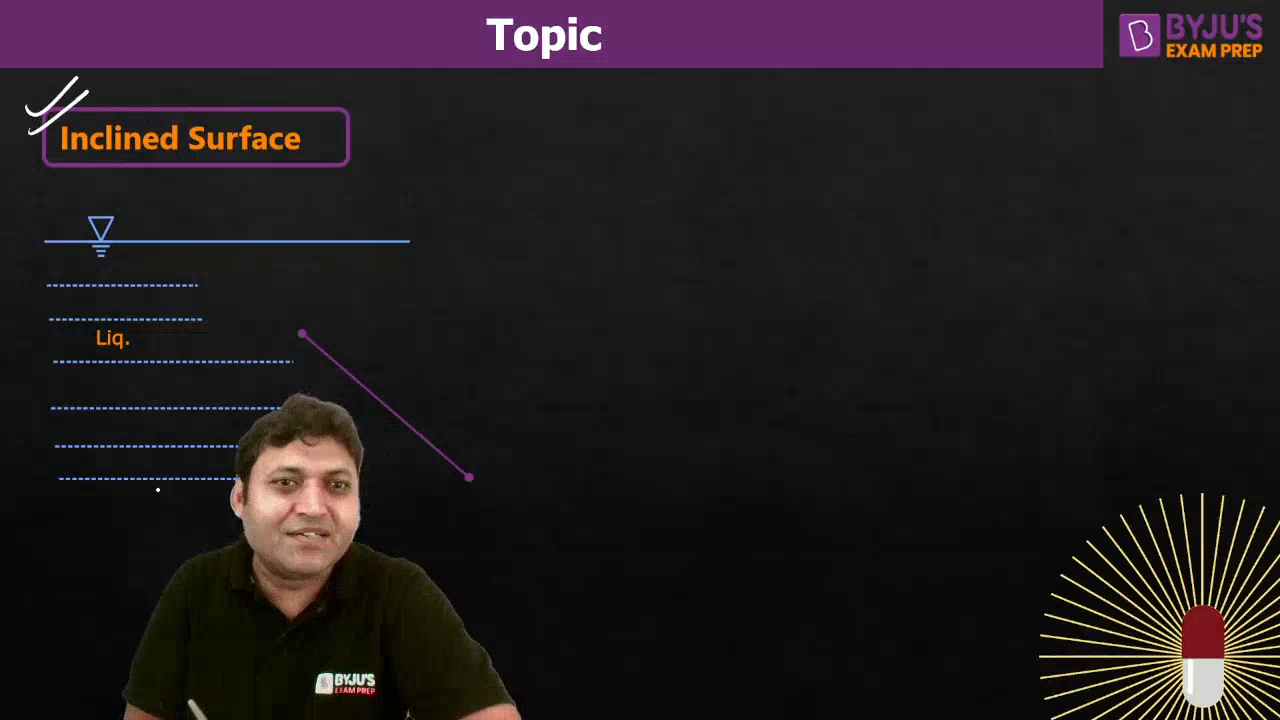 Topic
BYJU'S
EXAM PREP
Inclined Surface
Liq.
BYJU'S
EXAM PREP